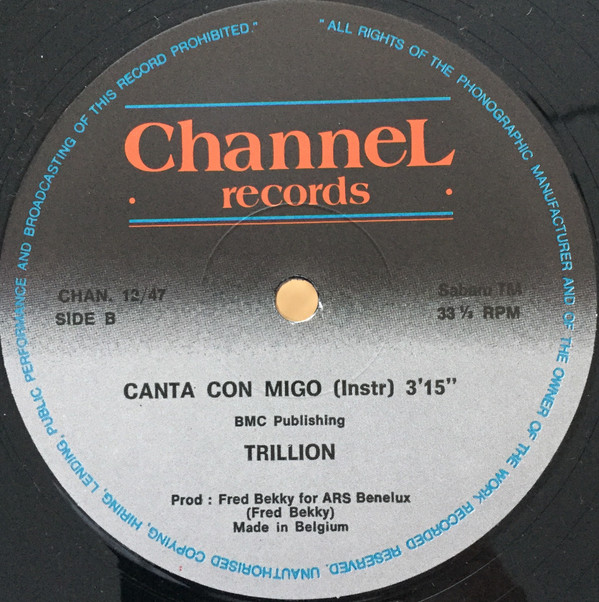 "ALL RIGHTS OF THE PHONOGRAPHIC MANUFACTURER AND OF THE OWNER OF THE WORK RECORDED RESERVED. UNAUTHORISED COPYING, HIRING, LENDING, PUBLIC PERFORMANCE AND BROADCASTING OF THIS RECORD PROHIBITED."
ChanneL
· records ·
CHAN. 12/47
SIDE B
Sabam TM
33 ⅓ RPM
CANTA CON MIGO (Instr) 3'15"
BMC Publishing
TRILLION
Prod : Fred Bekky for ARS Benelux
(Fred Bekky)
Made in Belgium